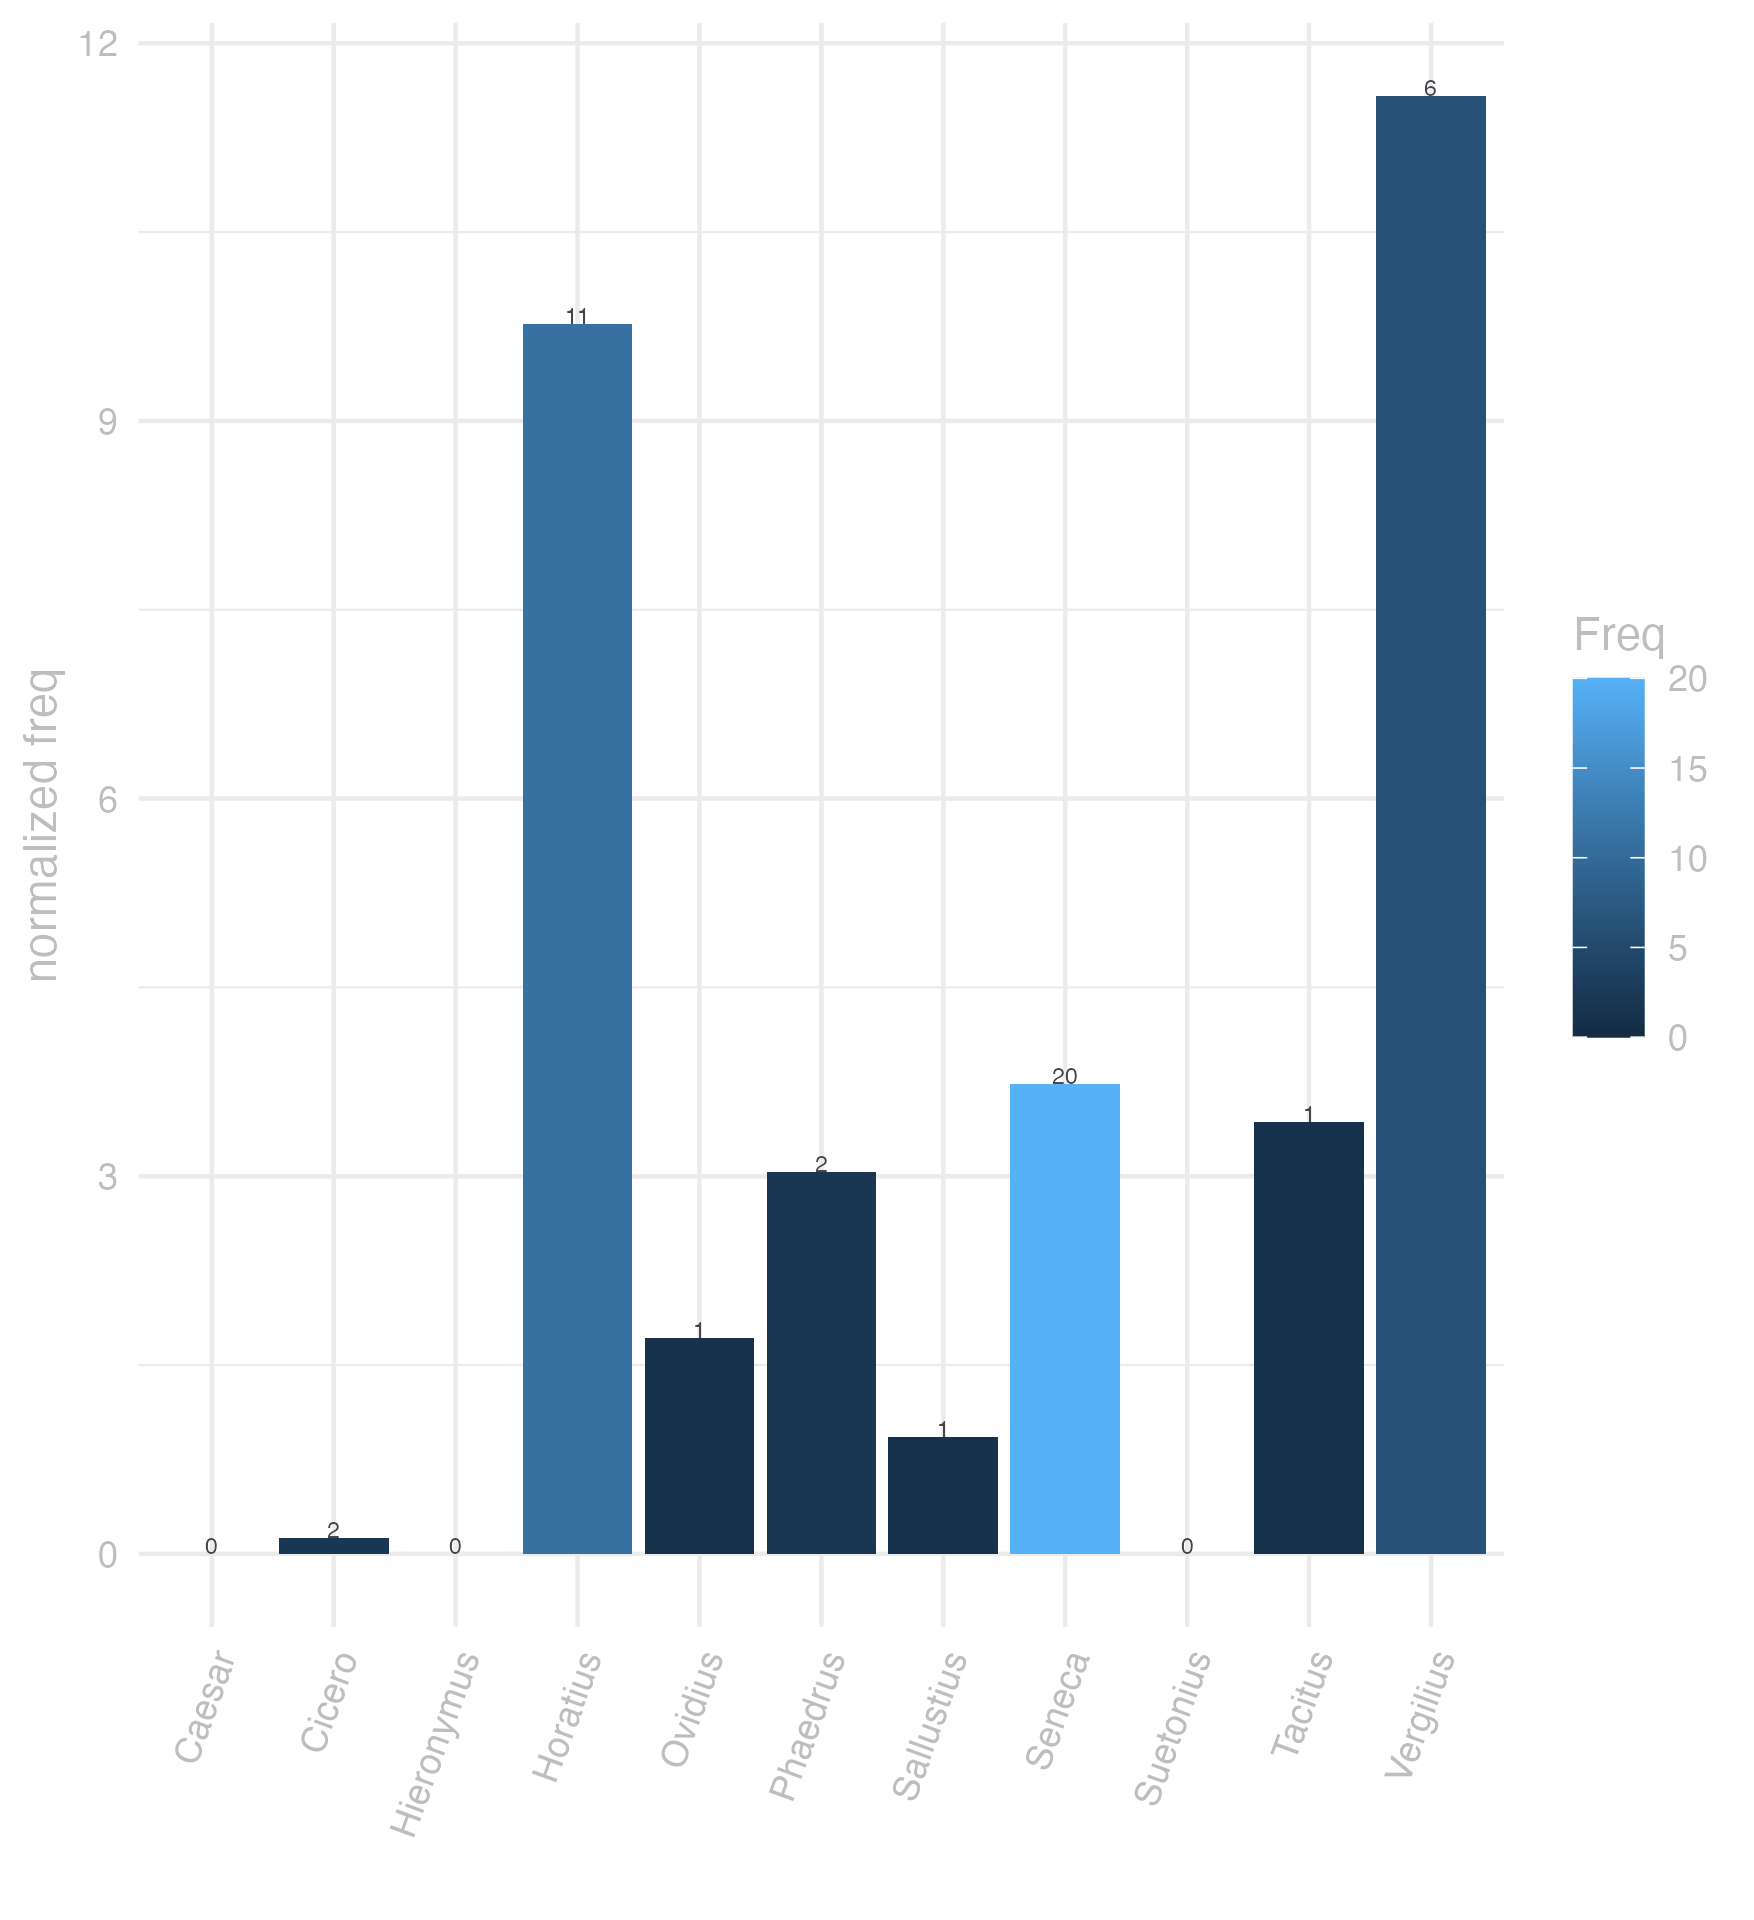 12
9
6
3
0
normalized freq
0
2
0
11
1
2
1
20
0
1
6
Caesar
Cicero
Hieronymus
Horatius
Ovidius
Phaedrus
Sallustius
Seneca
Suetonius
Tacitus
Vergilius
Freq
20
15
10
5
0